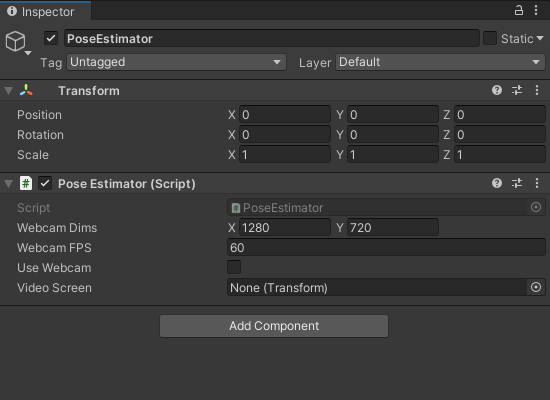 Inspector
PoseEstimator Static
Tag Untagged Layer Default
Transform
Position X 0 Y 0 Z 0
Rotation X 0 Y 0 Z 0
Scale X 1 Y 1 Z 1
# Pose Estimator (Script)
Script # PoseEstimator
Webcam Dims X 1280 Y 720
Webcam FPS 60
Use Webcam
Video Screen None (Transform)
Add Component